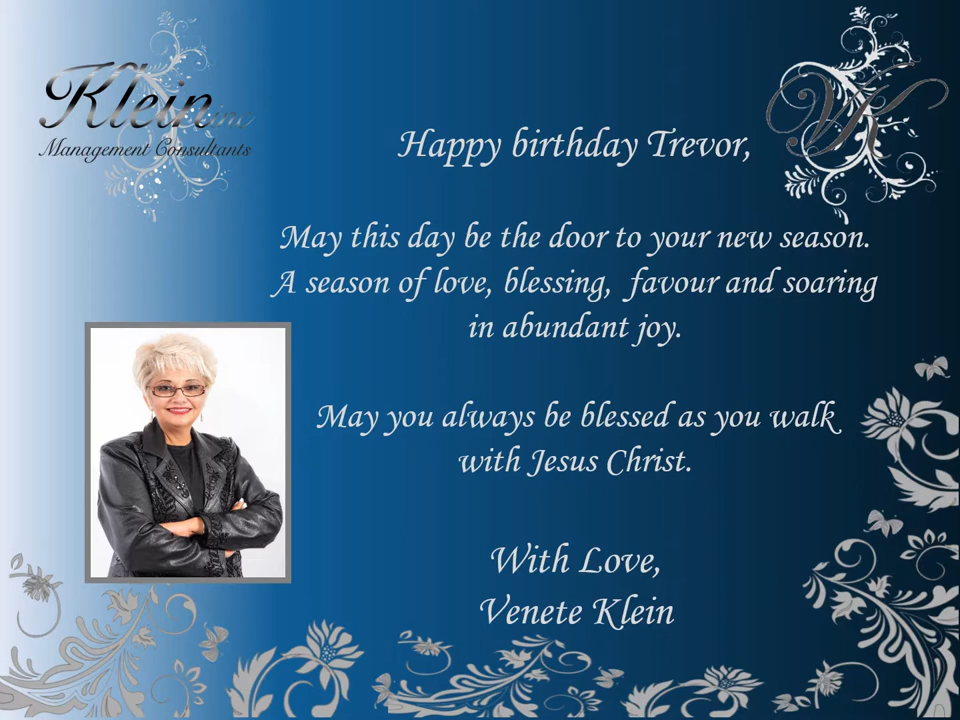 Klein inc
Management Consultants
VK
Happy birthday Trevor,
May this day be the door to your new season.
A season of love, blessing,  favour and soaring
in abundant joy.
May you always be blessed as you walk
with Jesus Christ.
With Love,
Venete Klein